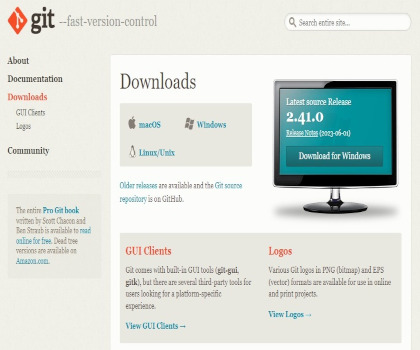 git --fast-version-control
Search entire site...
About
Documentation
Downloads
GUI Clients
Logos
Community
The entire Pro Git book
written by Scott Chacon and
Ben Straub is available to read
online for free. Dead tree
versions are available on
Amazon.com.
Downloads
macOS
Windows
Linux/Unix
Older releases are available and the Git source
repository is on GitHub.
Latest source Release
2.41.0
Release Notes (2023-06-01)
Download for Windows
GUI Clients
Git comes with built-in GUI tools (git-gui,
gitk), but there are several third-party tools for
users looking for a platform-specific
experience.
View GUI Clients →
Logos
Various Git logos in PNG (bitmap) and EPS
(vector) formats are available for use in online
and print projects.
View Logos →